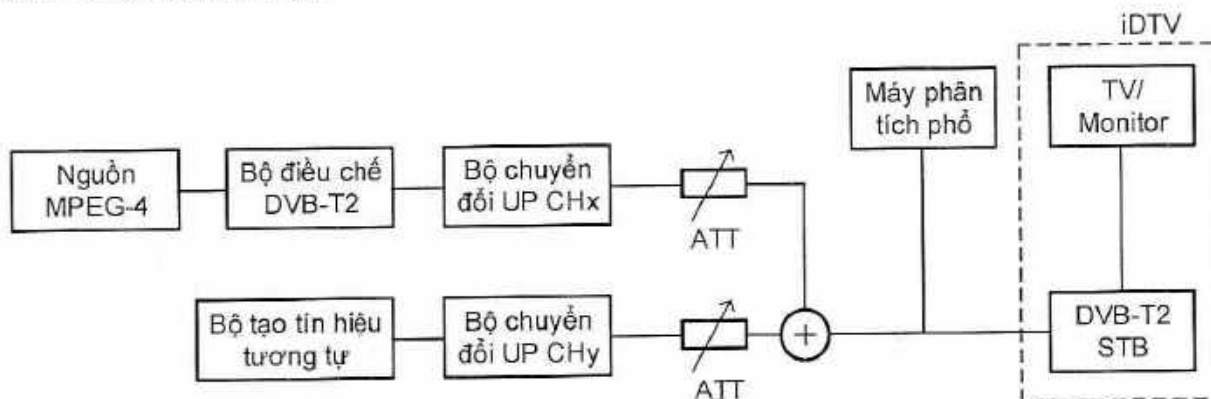 iDTV
Máy phân
tích phổ
TV/
Monitor
Nguồn
MPEG-4
Bộ điều chế
DVB-T2
Bộ chuyển
đổi UP CHx
ATT
Bộ tạo tín hiệu
tương tự
Bộ chuyển
đổi UP CHy
ATT
+
DVB-T2
STB